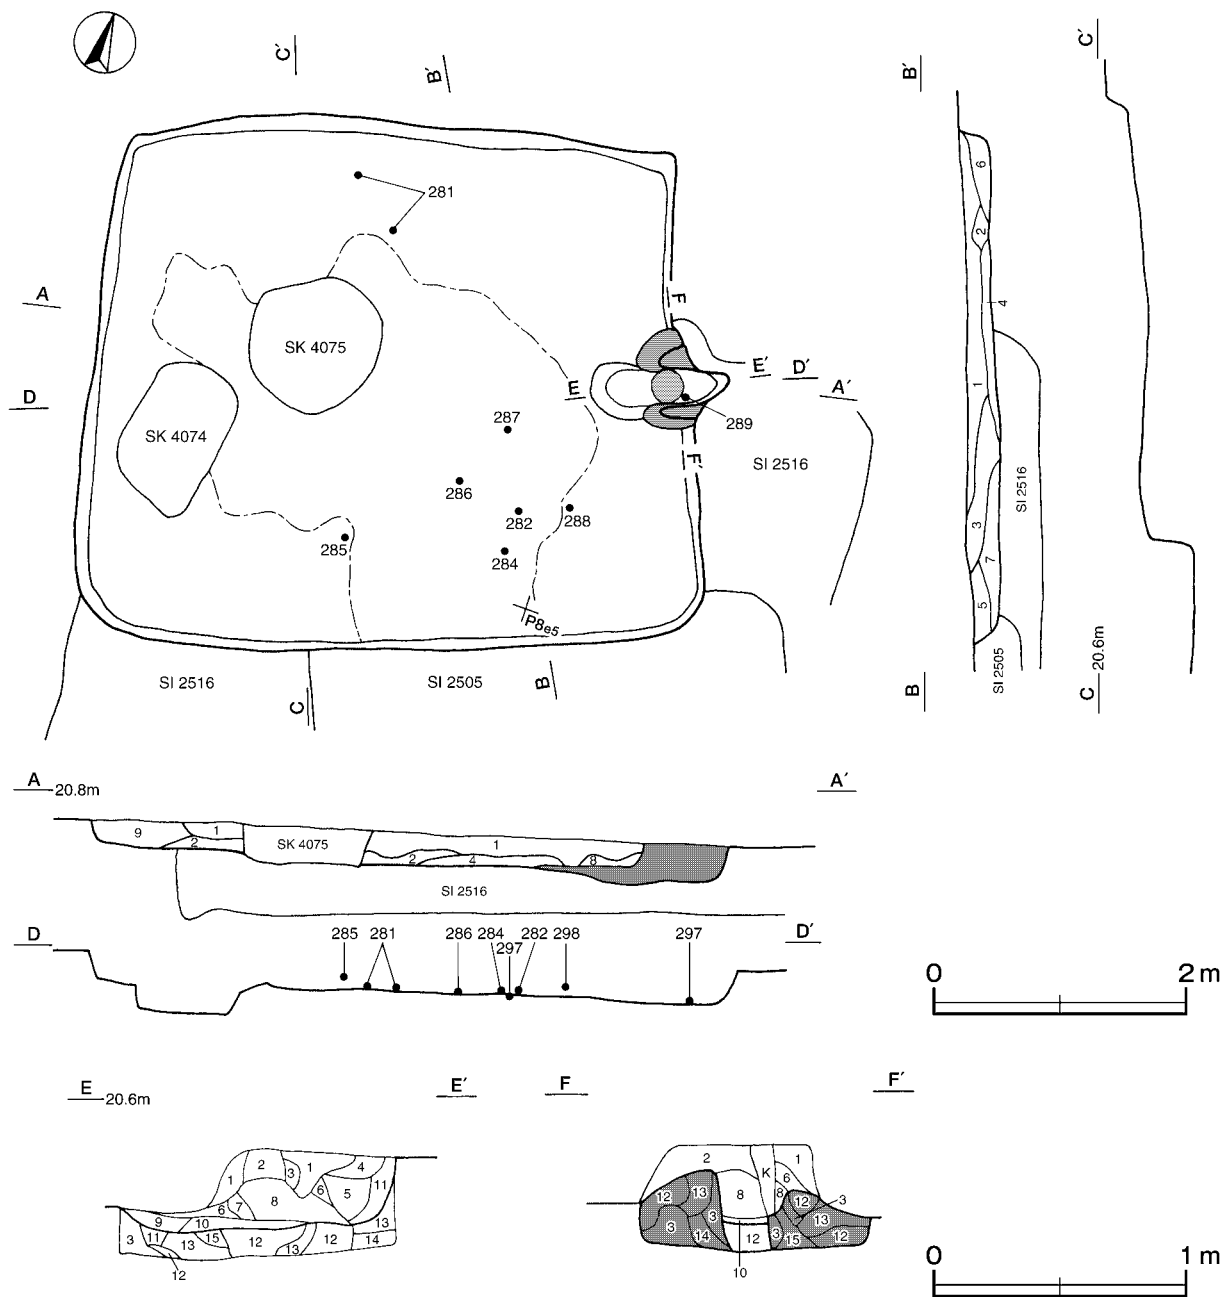 C′
B′
281
A
D
SK 4075
SK 4074
F
E
E′
D′
A′
289
F′
SI 2516
287
286
282
288
285
284
P8e5
SI 2516
SI 2505
C
B
B′
6
2
4
1
3
7
5
SI 2516
SI 2505
B
C′
20.6m
C
A
20.8m
A′
9
1
2
SK 4075
1
2
4
8
SI 2516
D
285
281
286
284
297
282
298
297
D′
0
2 m
E
20.6m
E′
1
2
3
1
4
11
6
7
8
6
5
9
10
13
3
11
13
15
12
13
12
14
12
F
F′
2
K
1
6
12
13
8
8
12
3
3
3
14
12
3
15
13
12
10
0
1 m